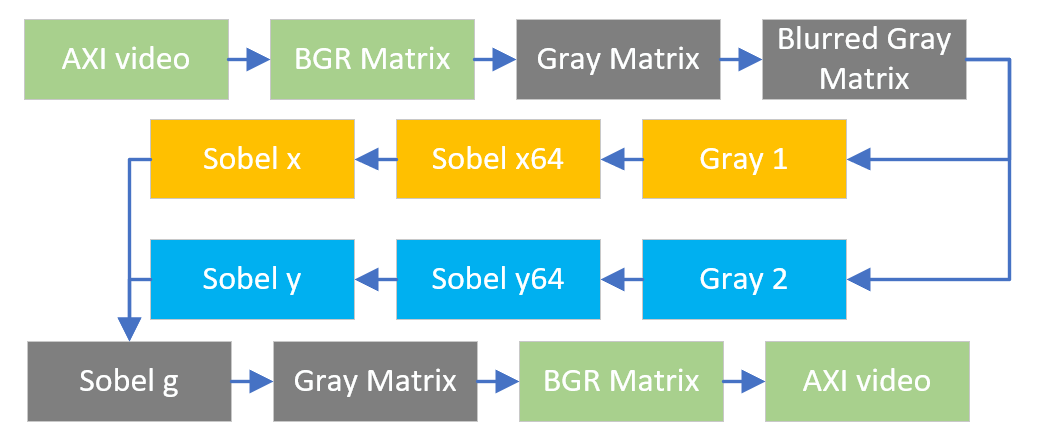 AXI video
BGR Matrix
Gray Matrix
Blurred Gray
Matrix
Sobel x
Sobel x64
Gray 1
Sobel y
Sobel y64
Gray 2
Sobel g
Gray Matrix
BGR Matrix
AXI video